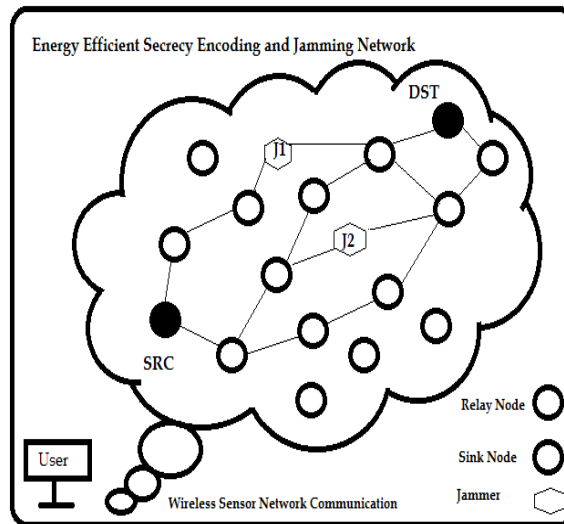 Energy Efficient Secrecy Encoding and Jamming Network
DST
J1
J2
SRC
Relay Node
User
Sink Node
Jammer
Wireless Sensor Network Communication